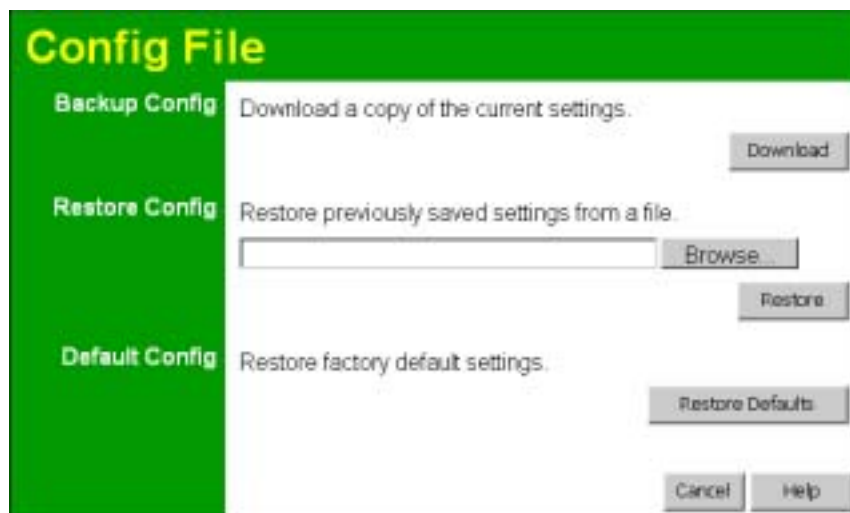 Config File
Backup Config
Download a copy of the current settings.
Download
Restore Config
Restore previously saved settings from a file.
Browse...
Restore
Default Config
Restore factory default settings.
Restore Defaults
Cancel
Help